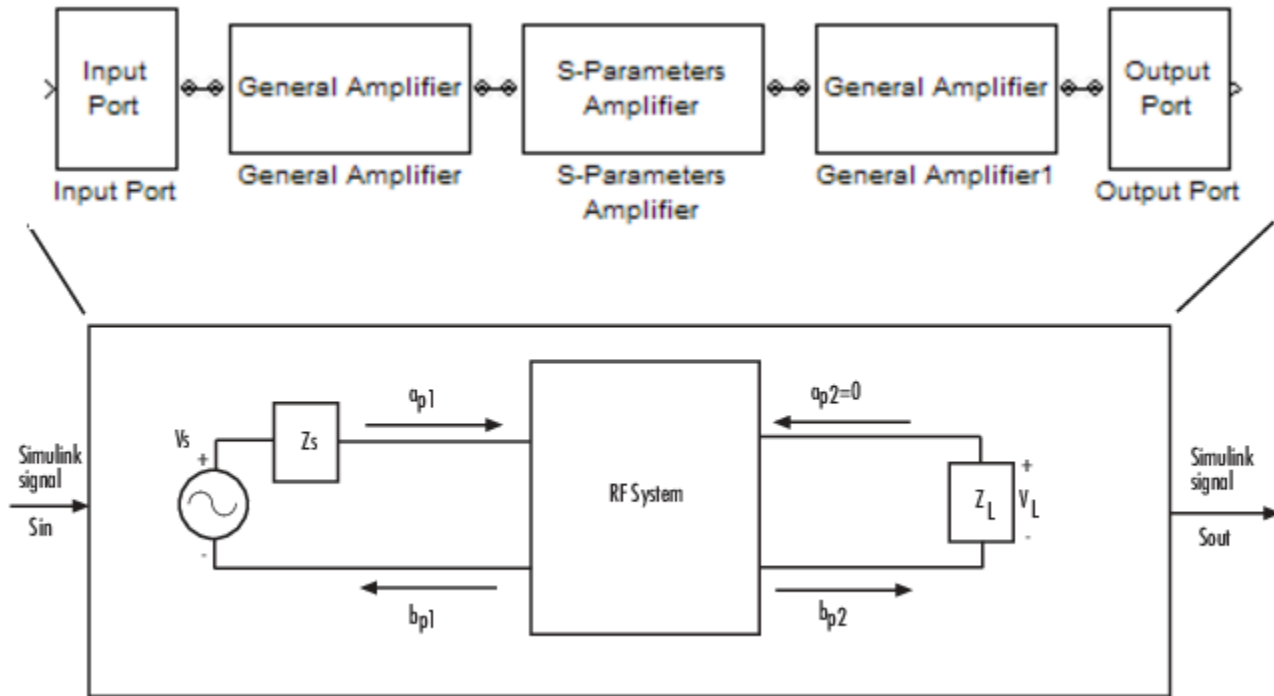 Input
Port
General Amplifier
S-Parameters
Amplifier
General Amplifier
Output
Port
Input Port
General Amplifier
S-Parameters
Amplifier
General Amplifier1
Output Port
Simulink
signal
Sin
Vs
+
-
Zs
ap1
bp1
RF System
ap2=0
bp2
ZL
+
VL
-
Simulink
signal
Sout